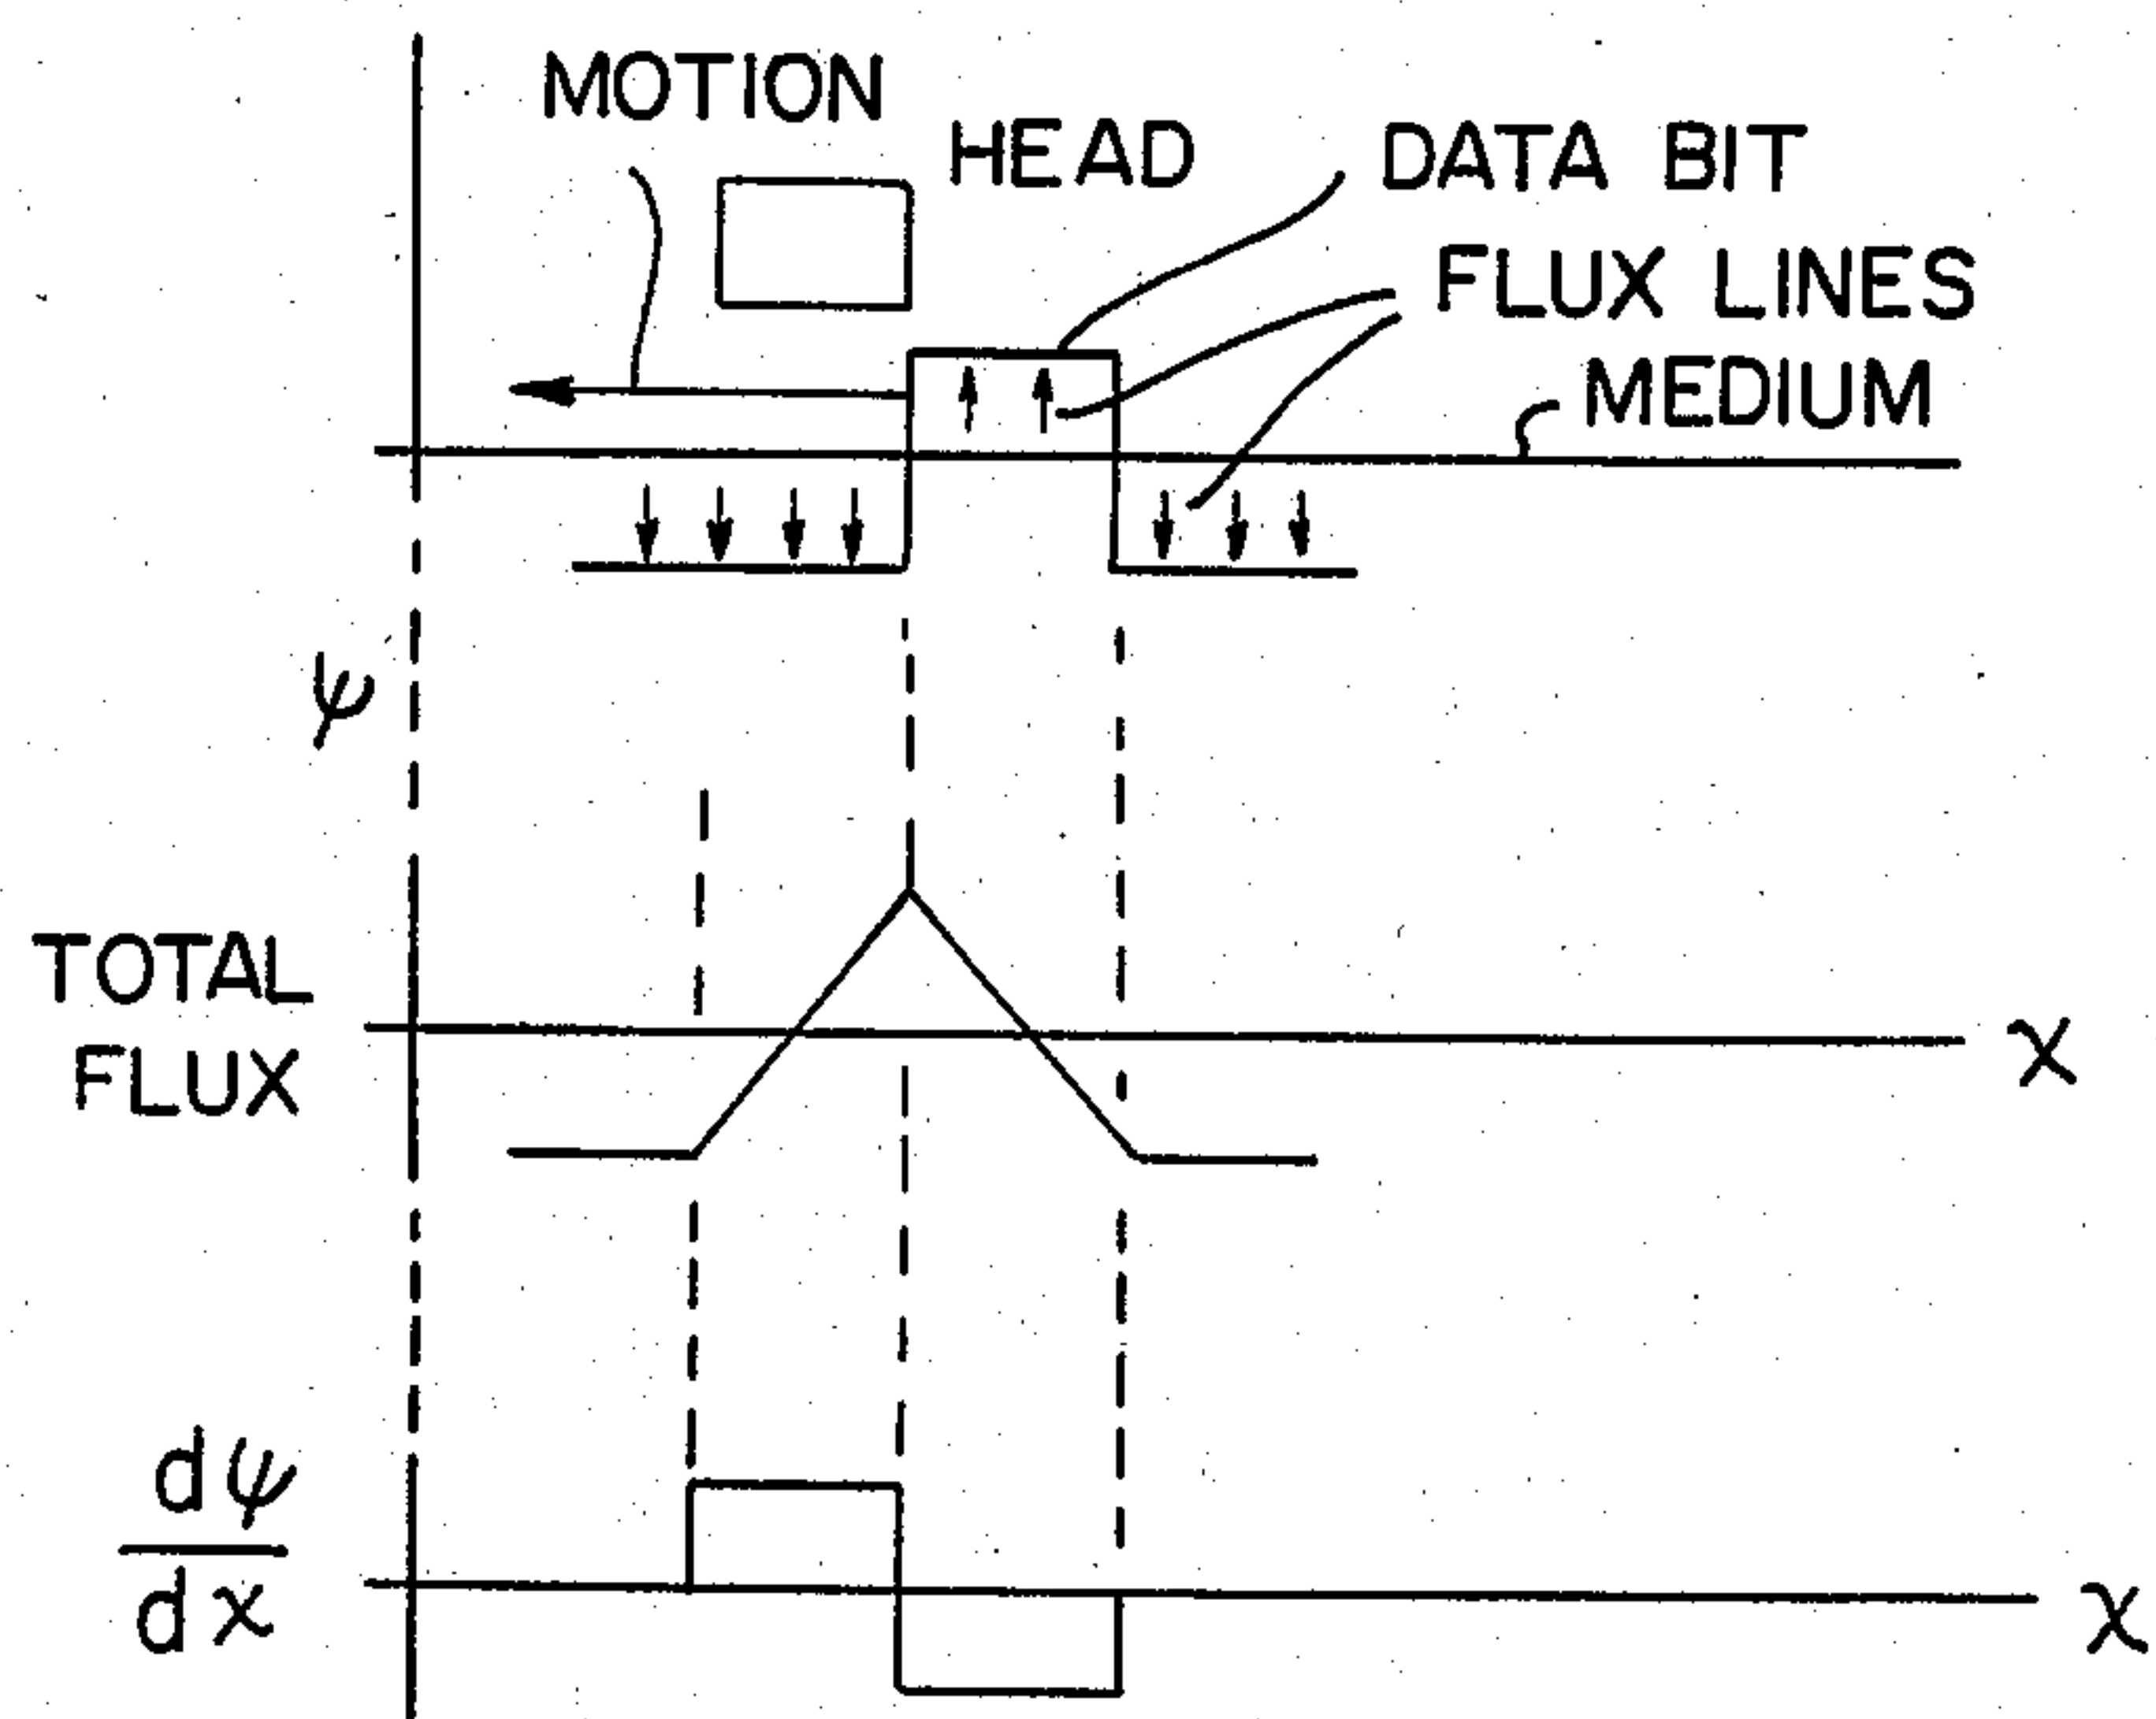 MOTION
HEAD
DATA BIT
FLUX LINES
MEDIUM
ψ
TOTAL
FLUX
x
dψ
dx
x